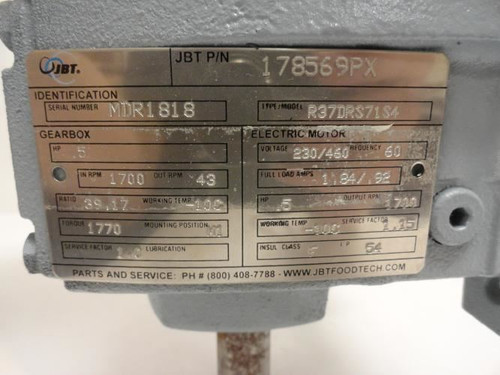 JBT®
JBT P/N 178569PX
IDENTIFICATION
SERIAL NUMBER MDR1818 TYPE/MODEL R37DRS71S4
GEARBOX ELECTRIC MOTOR
HP .5 VOLTAGE 230/460 FREQUENCY 60
IN RPM 1700 OUT RPM 43 FULL LOAD AMPS 1.84/.92
RATIO 39.17 WORKING TEMP -10C HP .5 OUTPUT RPM 1700
TORQUE 1770 MOUNTING POSITION WORKING TEMP -40C SERVICE FACTOR 1.15
SERVICE FACTOR LUBRICATION INSUL CLASS F I.P. 54
PARTS AND SERVICE: PH # (800) 408-7788 - WWW.JBTFOODTECH.COM